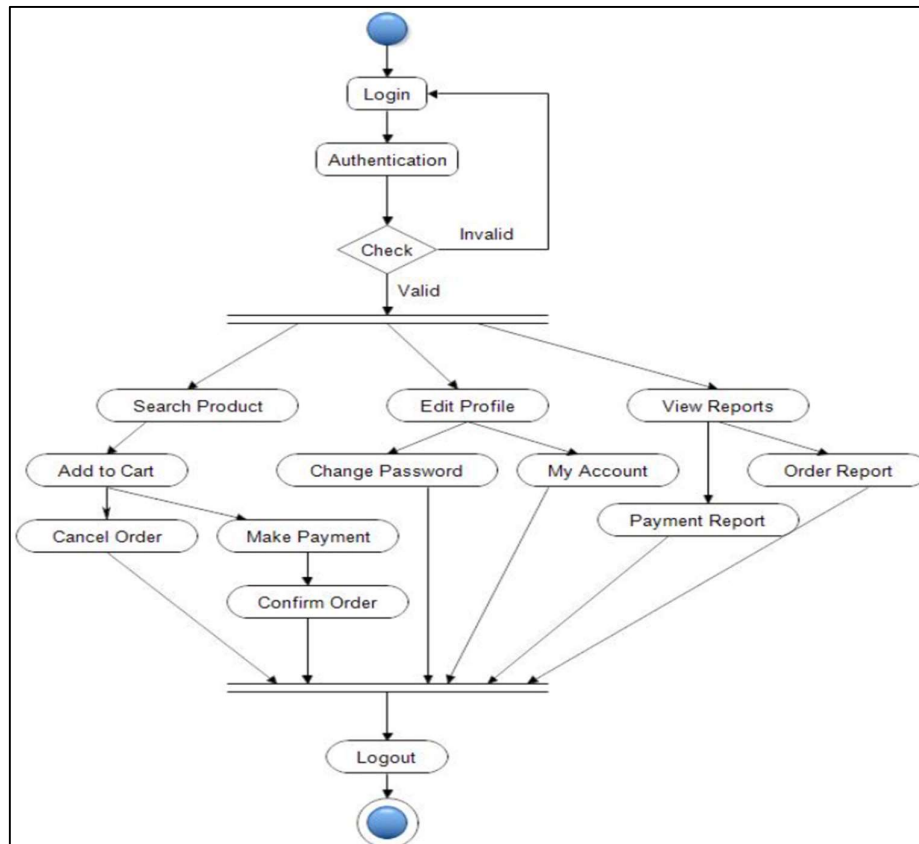 Login
Authentication
Invalid
Check
Valid
Search Product
Edit Profile
View Reports
Add to Cart
Change Password
My Account
Order Report
Cancel Order
Make Payment
Payment Report
Confirm Order
Logout